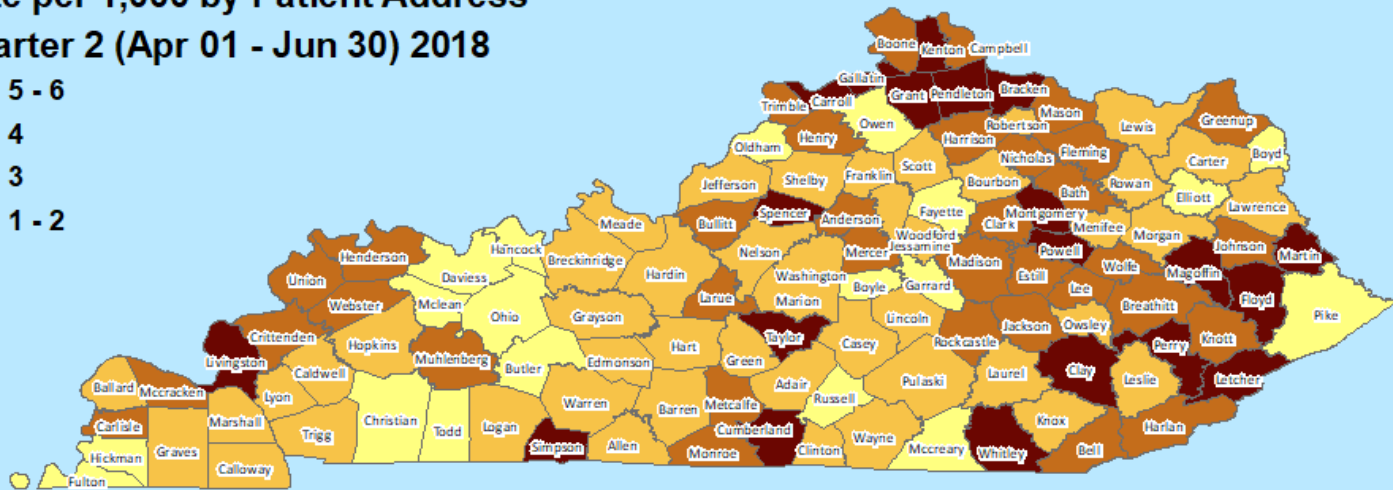 per 1,000 by Patient Address
arter 2 (Apr 01 - Jun 30) 2018
5 - 6
4
3
1 - 2
Boone
Kenton
Campbell
Gallatin
Trimble
Carroll
Grant
Pendleton
Bracken
Mason
Owen
Robertson
Lewis
Greenup
Oldham
Henry
Harrison
Nicholas
Fleming
Carter
Boyd
Jefferson
Shelby
Franklin
Scott
Bourbon
Bath
Rowan
Elliott
Lawrence
Meade
Bullitt
Spencer
Anderson
Fayette
Clark
Montgomery
Menifee
Morgan
Woodford
Jessamine
Mercer
Powell
Johnson
Martin
Henderson
Hancock
Breckinridge
Nelson
Washington
Madison
Wolfe
Magoffin
Union
Daviess
Hardin
Estill
Lee
Floyd
Webster
Mclean
Larue
Marion
Boyle
Garrard
Breathitt
Pike
Ohio
Grayson
Lincoln
Jackson
Owsley
Knott
Crittenden
Hopkins
Taylor
Casey
Rockcastle
Perry
Livingston
Muhlenberg
Butler
Edmonson
Hart
Green
Caldwell
Laurel
Clay
Leslie
Letcher
Ballard
Mccracken
Lyon
Adair
Pulaski
Warren
Barren
Metcalfe
Russell
Carlisle
Marshall
Christian
Todd
Logan
Cumberland
Knox
Harlan
Trigg
Simpson
Allen
Monroe
Clinton
Wayne
Mccreary
Whitley
Bell
Hickman
Graves
Calloway
Fulton